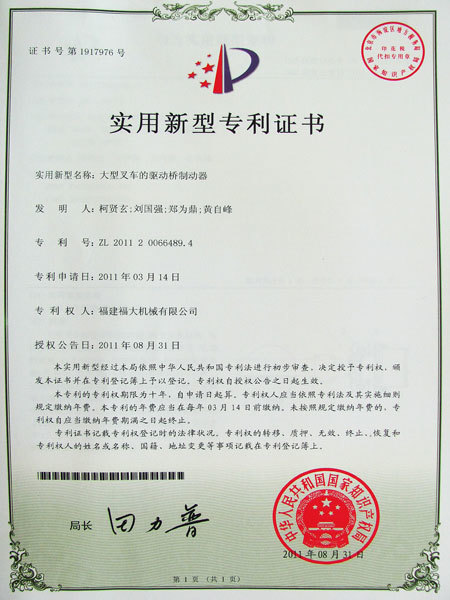 证书号第1917976号
印花税
代扣专用章
实用新型专利证书
实用新型名称：大型叉车的驱动桥制动器
发明人：柯贤玄;刘国强;郑为鼎;黄自峰
专利号：ZL 2011 2 0066489.4
专利申请日：2011年03月14日
专利权人：福建福大机械有限公司
授权公告日：2011年08月31日
本实用新型经过本局依照中华人民共和国专利法进行初步审查，决定授予专利权，颁
发本证书并在专利登记簿上予以登记。专利权自授权公告之日起生效。
本专利的专利权期限为十年，自申请日起算。专利权人应当依照专利法及其实施细则
规定缴纳年费。本专利的年费应当在每年03月14日前缴纳。未按照规定缴纳年费的，专
利权自应当缴纳年费期满之日起终止。
专利证书记载专利权登记时的法律状况。专利权的转移、质押、无效、终止、恢复和
专利权人的姓名或名称、国籍、地址变更等事项记载在专利登记簿上。
局长 田力普
中华人民共和国国家知识产权局
2011年08月31日
第1页（共1页）